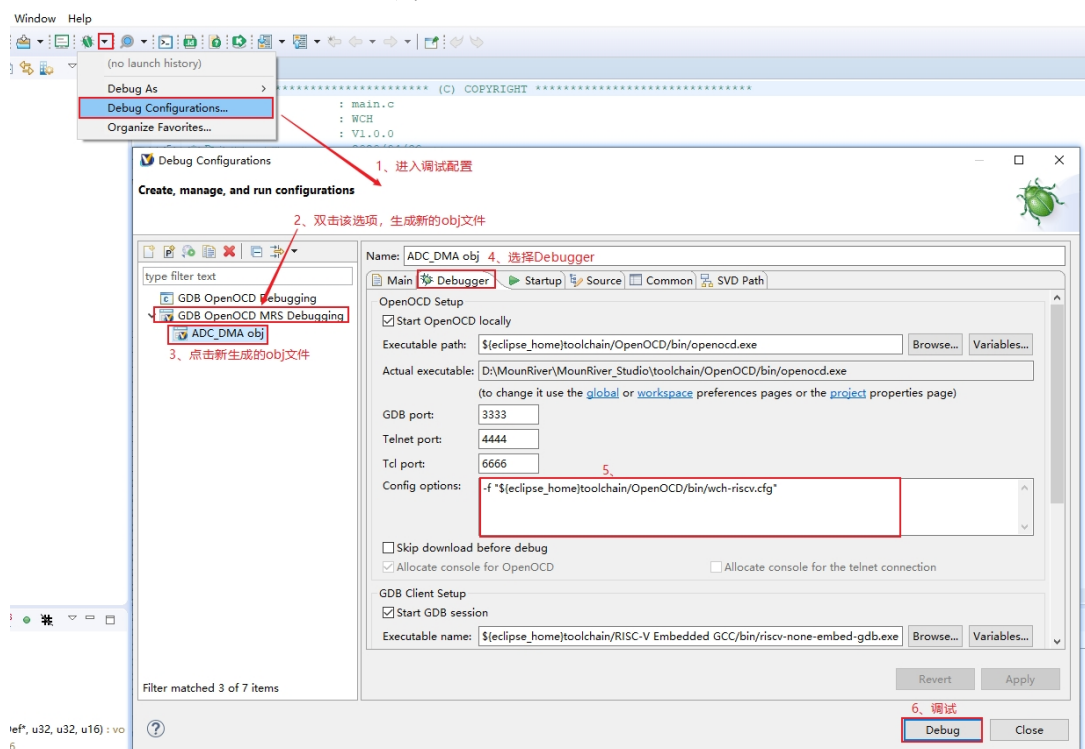 Window Help
(no launch history)
Debug As
Debug Configurations...
Organize Favorites...
(C) COPYRIGHT ******************************
: main.c
: WCH
: V1.0.0
Debug Configurations
1、进入调试配置
Create, manage, and run configurations
2、双击该选项，生成新的obj文件
Name: ADC_DMA obj
4、选择Debugger
type filter text
Main Debugger Startup Source Common SVD Path
GDB OpenOCD Debugging
GDB OpenOCD MRS Debugging
ADC_DMA obj
3、点击新生成的obj文件
OpenOCD Setup
Start OpenOCD locally
Executable path: ${eclipse_home}toolchain/OpenOCD/bin/openocd.exe Browse... Variables...
Actual executable: D:\MounRiver\MounRiver_Studio\toolchain/OpenOCD/bin/openocd.exe
(to change it use the global or workspace preferences pages or the project properties page)
GDB port: 3333
Telnet port: 4444
Tcl port: 6666
5、
Config options: -f "${eclipse_home}toolchain/OpenOCD/bin/wch-riscv.cfg"
Skip download before debug
Allocate console for OpenOCD Allocate console for the telnet connection
GDB Client Setup
Start GDB session
Executable name: ${eclipse_home}toolchain/RISC-V Embedded GCC/bin/riscv-none-embed-gdb.exe Browse... Variables...
Filter matched 3 of 7 items
Revert Apply
6、调试
Debug Close
ef*, u32, u32, u16) : vo